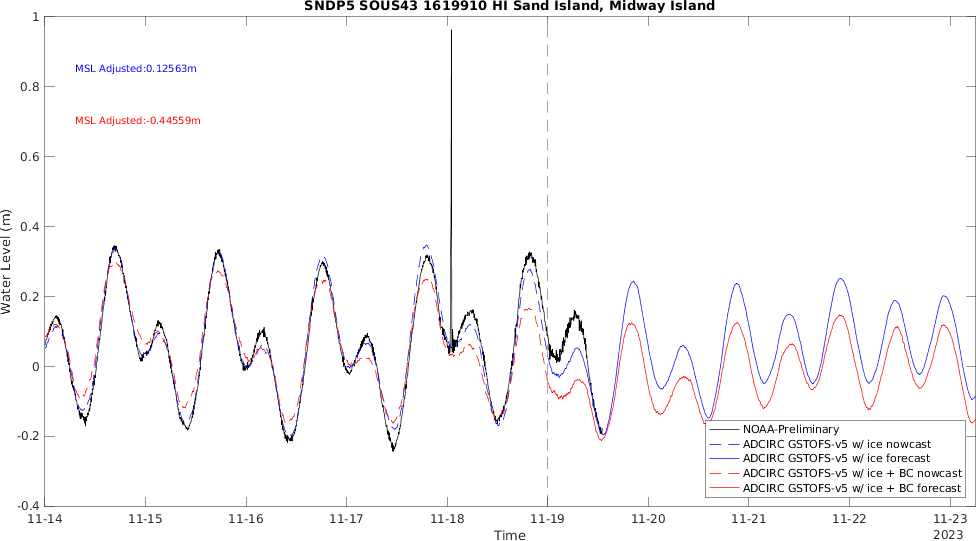 SNDP5 SOUS43 1619910 HI Sand Island, Midway Island
MSL Adjusted:0.12563m
MSL Adjusted:-0.44559m
Water Level (m)
1
0.8
0.6
0.4
0.2
0
-0.2
-0.4
NOAA-Preliminary
ADCIRC GSTOFS-v5 w/ ice nowcast
ADCIRC GSTOFS-v5 w/ ice forecast
ADCIRC GSTOFS-v5 w/ ice + BC nowcast
ADCIRC GSTOFS-v5 w/ ice + BC forecast
11-14 11-15 11-16 11-17 11-18 11-19 11-20 11-21 11-22 11-23
Time
2023